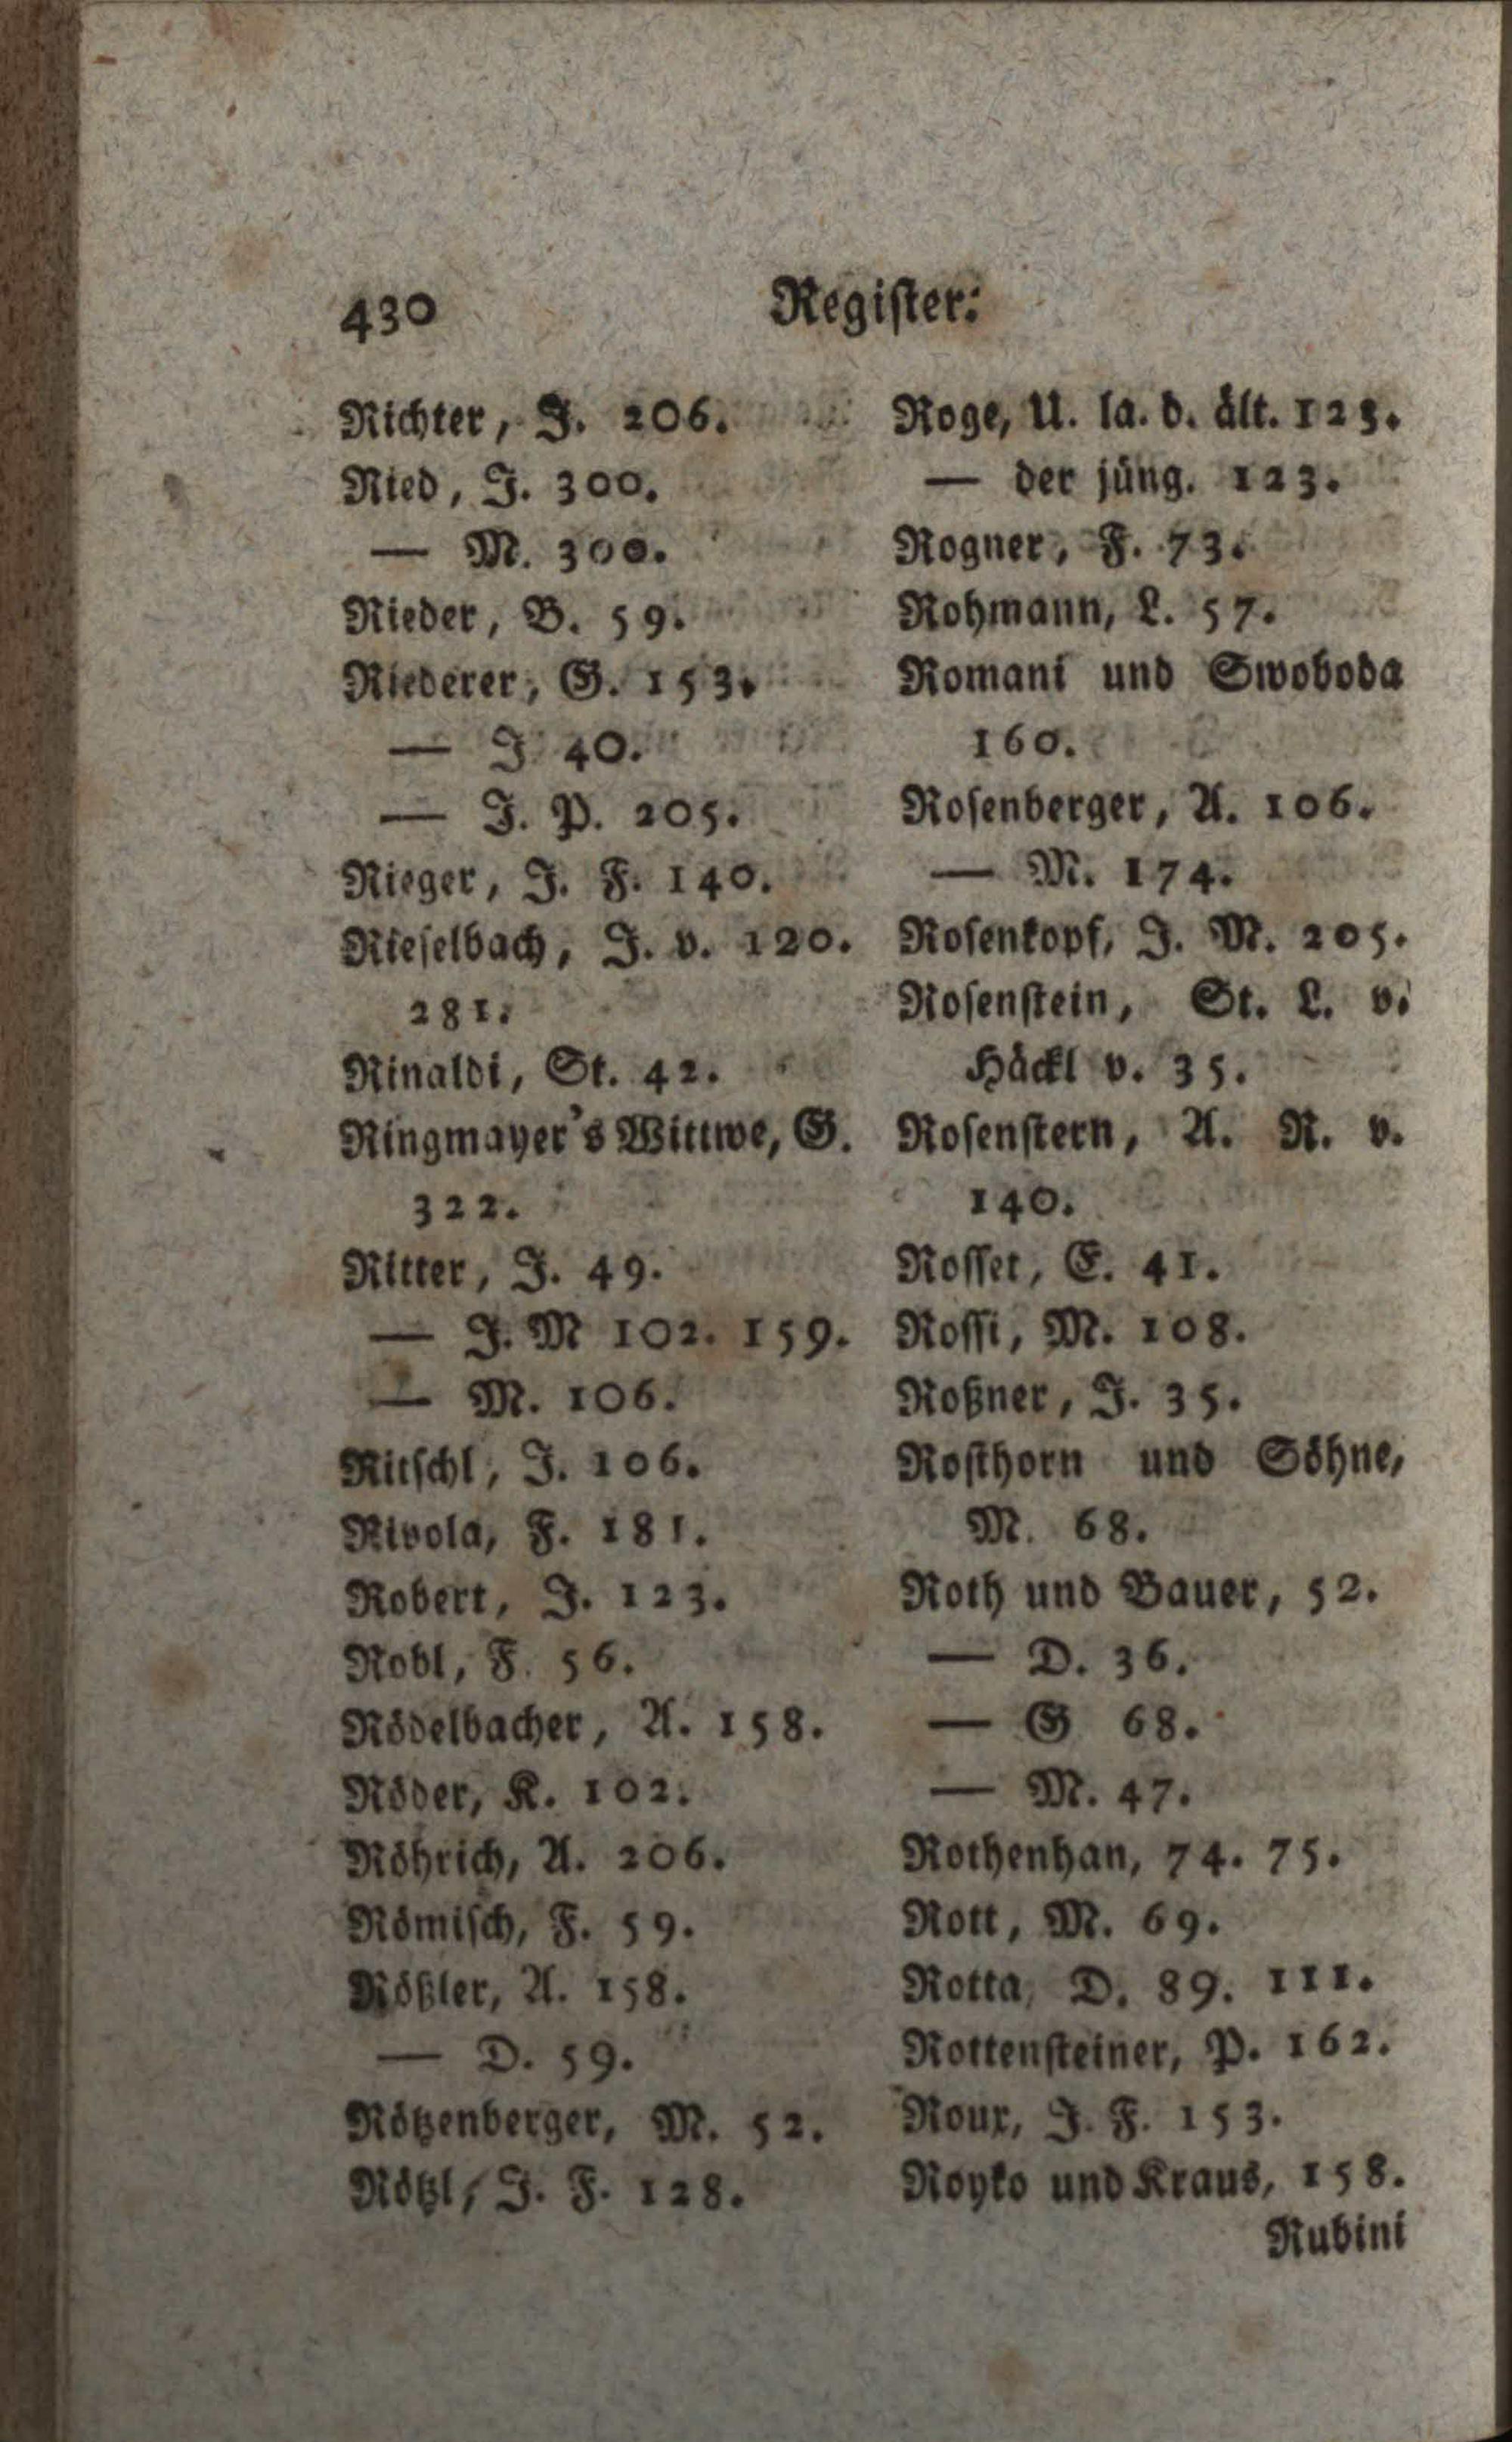 430
Register.
Richter, J. 206.
Ried, J. 300.
— M. 300.
Rieder, B. 59.
Riederer, G. 153.
— J 40.
— J. P. 205.
Rieger, J. F. 140.
Rieselbach, J. v. 120.
281.
Rinaldi, St. 42.
Ringmayer's Wittwe, G.
322.
Ritter, J. 49.
— J. M 102. 159.
— M. 106.
Ritschl, J. 106.
Rivola, F. 181.
Robert, J. 123.
Robl, F. 56.
Rödelbacher, A. 158.
Röder, K. 102.
Röhrich, A. 206.
Römisch, F. 59.
Rößler, A. 158.
— D. 59.
Rötzenberger, M. 52.
Rötzl, J. F. 128.
Roge, U. la. d. ält. 123.
— der jüng. 123.
Rogner, F. 73.
Rohmann, L. 57.
Romani und Swoboda
160.
Rosenberger, A. 106.
— M. 174.
Rosenkopf, J. M. 205.
Rosenstein, St. L. v.
Häckl v. 35.
Rosenstern, A. R. v.
140.
Rosset, E. 41.
Rossi, M. 108.
Roßner, J. 35.
Rosthorn und Söhne,
M. 68.
Roth und Bauer, 52.
— D. 36.
— G 68.
— M. 47.
Rothenhan, 74. 75.
Rott, M. 69.
Rotta, D. 89. 111.
Rottensteiner, P. 162.
Roux, J. F. 153.
Royko und Kraus, 158.
Rubini